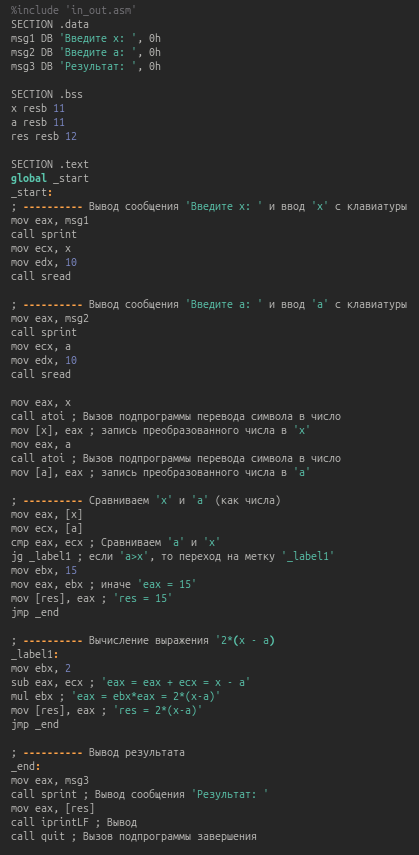 %include 'in_out.asm'
SECTION .data
msg1 DB 'Введите x: ', 0h
msg2 DB 'Введите a: ', 0h
msg3 DB 'Результат: ', 0h
SECTION .bss
x resb 11
a resb 11
res resb 12
SECTION .text
global _start
_start:
; ---------- Вывод сообщения 'Введите x: ' и ввод 'x' с клавиатуры
mov eax, msg1
call sprint
mov ecx, x
mov edx, 10
call sread
; ---------- Вывод сообщения 'Введите a: ' и ввод 'a' с клавиатуры
mov eax, msg2
call sprint
mov ecx, a
mov edx, 10
call sread
mov eax, x
call atoi ; Вызов подпрограммы перевода символа в число
mov [x], eax ; запись преобразованного числа в 'x'
mov eax, a
call atoi ; Вызов подпрограммы перевода символа в число
mov [a], eax ; запись преобразованного числа в 'a'
; ---------- Сравниваем 'x' и 'a' (как числа)
mov eax, [x]
mov ecx, [a]
cmp eax, ecx ; Сравниваем 'a' и 'x'
jg _label1 ; если 'a>x', то переход на метку '_label1'
mov ebx, 15
mov eax, ebx ; иначе 'eax = 15'
mov [res], eax ; 'res = 15'
jmp _end
; ---------- Вычисление выражения '2*(x - a)
_label1:
mov ebx, 2
sub eax, ecx ; 'eax = eax + ecx = x - a'
mul ebx ; 'eax = ebx*eax = 2*(x-a)'
mov [res], eax ; 'res = 2*(x-a)'
jmp _end
; ---------- Вывод результата
_end:
mov eax, msg3
call sprint ; Вывод сообщения 'Результат: '
mov eax, [res]
call iprintLF ; Вывод
call quit ; Вызов подпрограммы завершения